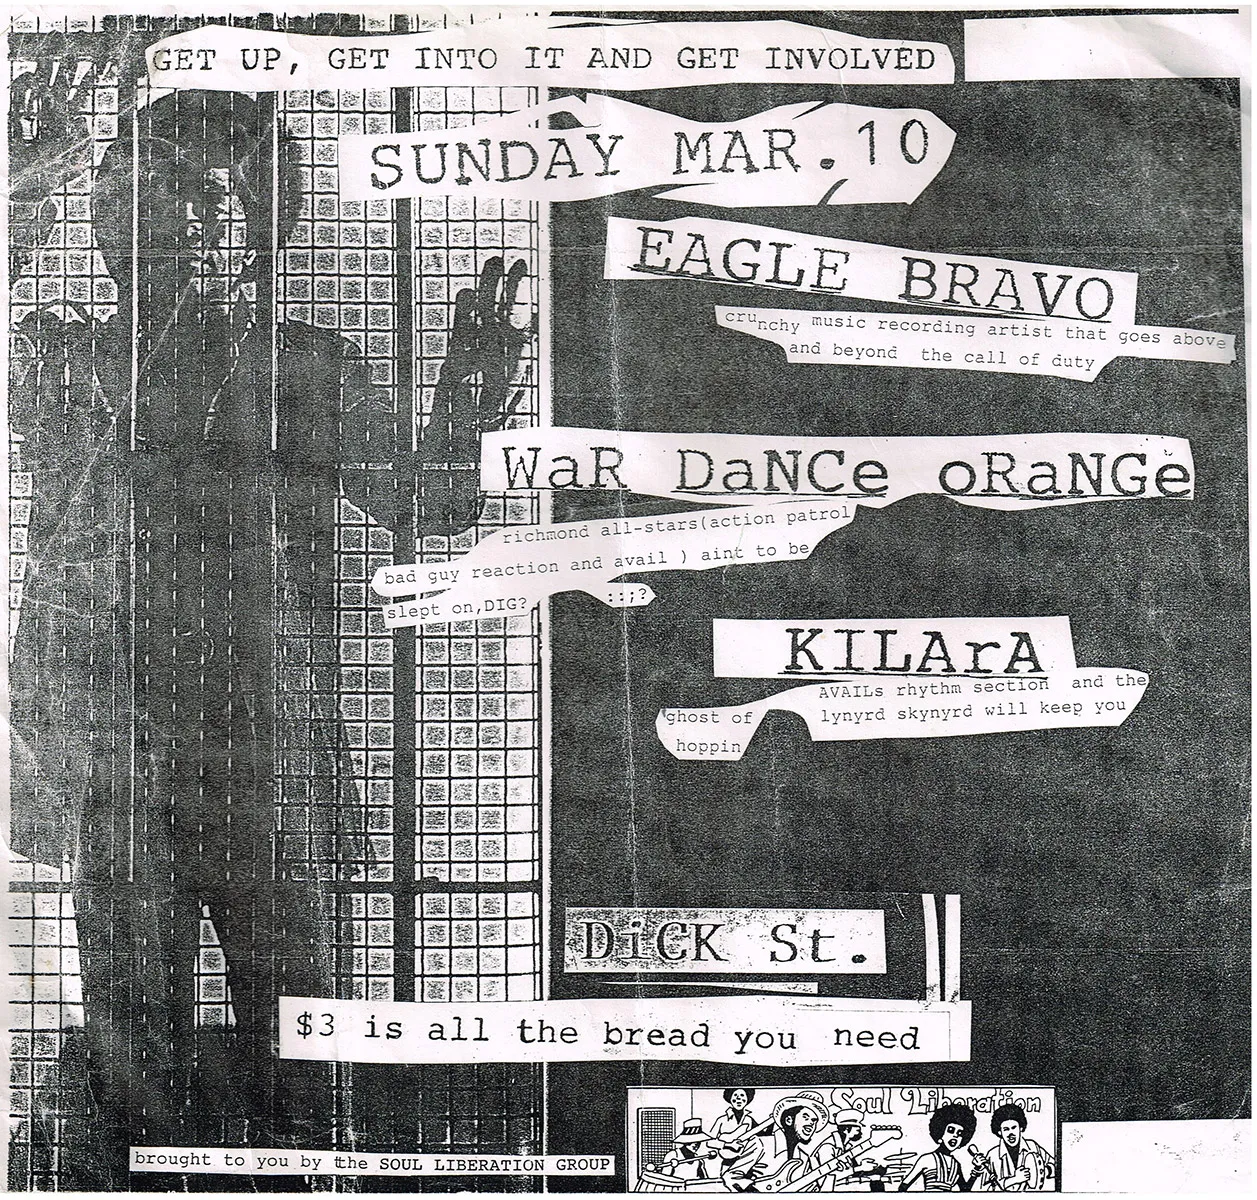 GET UP, GET INTO IT AND GET INVOLVED
SUNDAY MAR.10
EAGLE BRAVO
crunchy music recording artist that goes above
and beyond the call of duty
WaR DaNCe oRaNGe
richmond all-stars(action patrol
bad guy reaction and avail ) aint to be
slept on,DIG? ::;?
KILArA
AVAILs rhythm section and the
ghost of lynyrd skynyrd will keep you
hoppin
DiCK St.
$3 is all the bread you need
Soul Liberation
brought to you by the SOUL LIBERATION GROUP